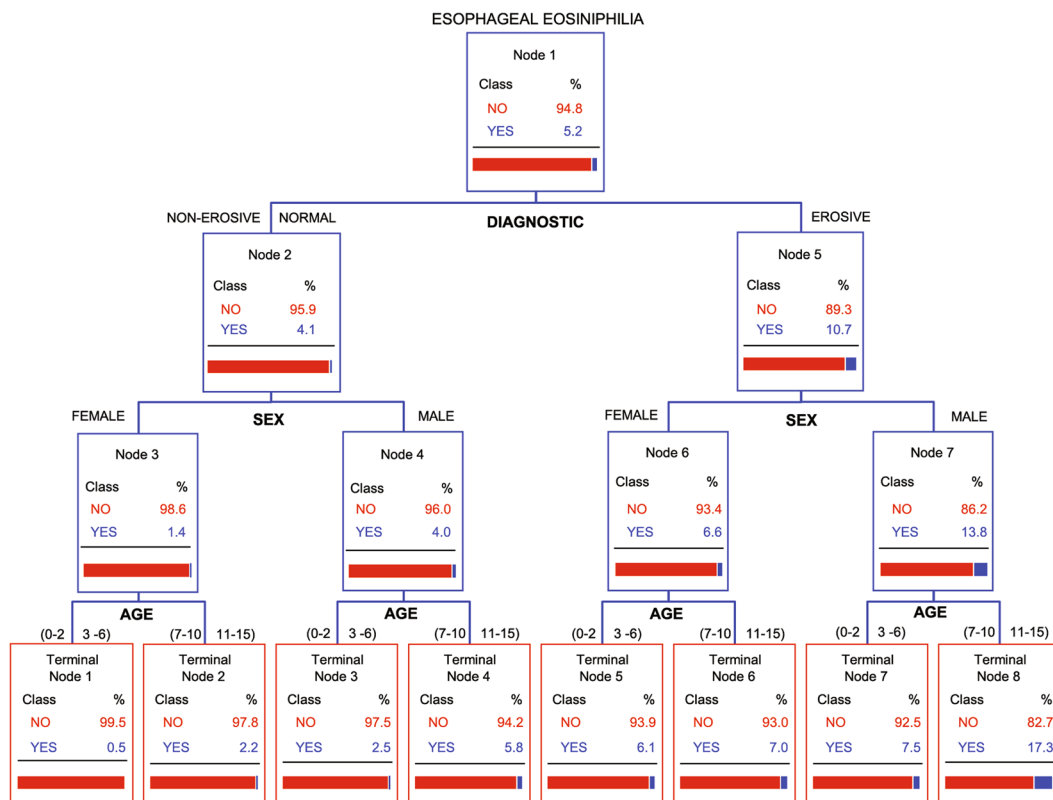 ESOPHAGEAL EOSINIPHILIA
Node 1
Class %
NO 94.8
YES 5.2
NON-EROSIVE NORMAL
DIAGNOSTIC
EROSIVE
Node 2
Class %
NO 95.9
YES 4.1
Node 5
Class %
NO 89.3
YES 10.7
FEMALE
SEX
MALE
FEMALE
SEX
MALE
Node 3
Class %
NO 98.6
YES 1.4
Node 4
Class %
NO 96.0
YES 4.0
Node 6
Class %
NO 93.4
YES 6.6
Node 7
Class %
NO 86.2
YES 13.8
AGE
(0-2 3 -6)
(7-10 11-15)
AGE
(0-2 3 -6)
(7-10 11-15)
AGE
(0-2 3 -6)
(7-10 11-15)
AGE
(0-2 3 -6)
(7-10 11-15)
Terminal
Node 1
Class %
NO 99.5
YES 0.5
Terminal
Node 2
Class %
NO 97.8
YES 2.2
Terminal
Node 3
Class %
NO 97.5
YES 2.5
Terminal
Node 4
Class %
NO 94.2
YES 5.8
Terminal
Node 5
Class %
NO 93.9
YES 6.1
Terminal
Node 6
Class %
NO 93.0
YES 7.0
Terminal
Node 7
Class %
NO 92.5
YES 7.5
Terminal
Node 8
Class %
NO 82.7
YES 17.3